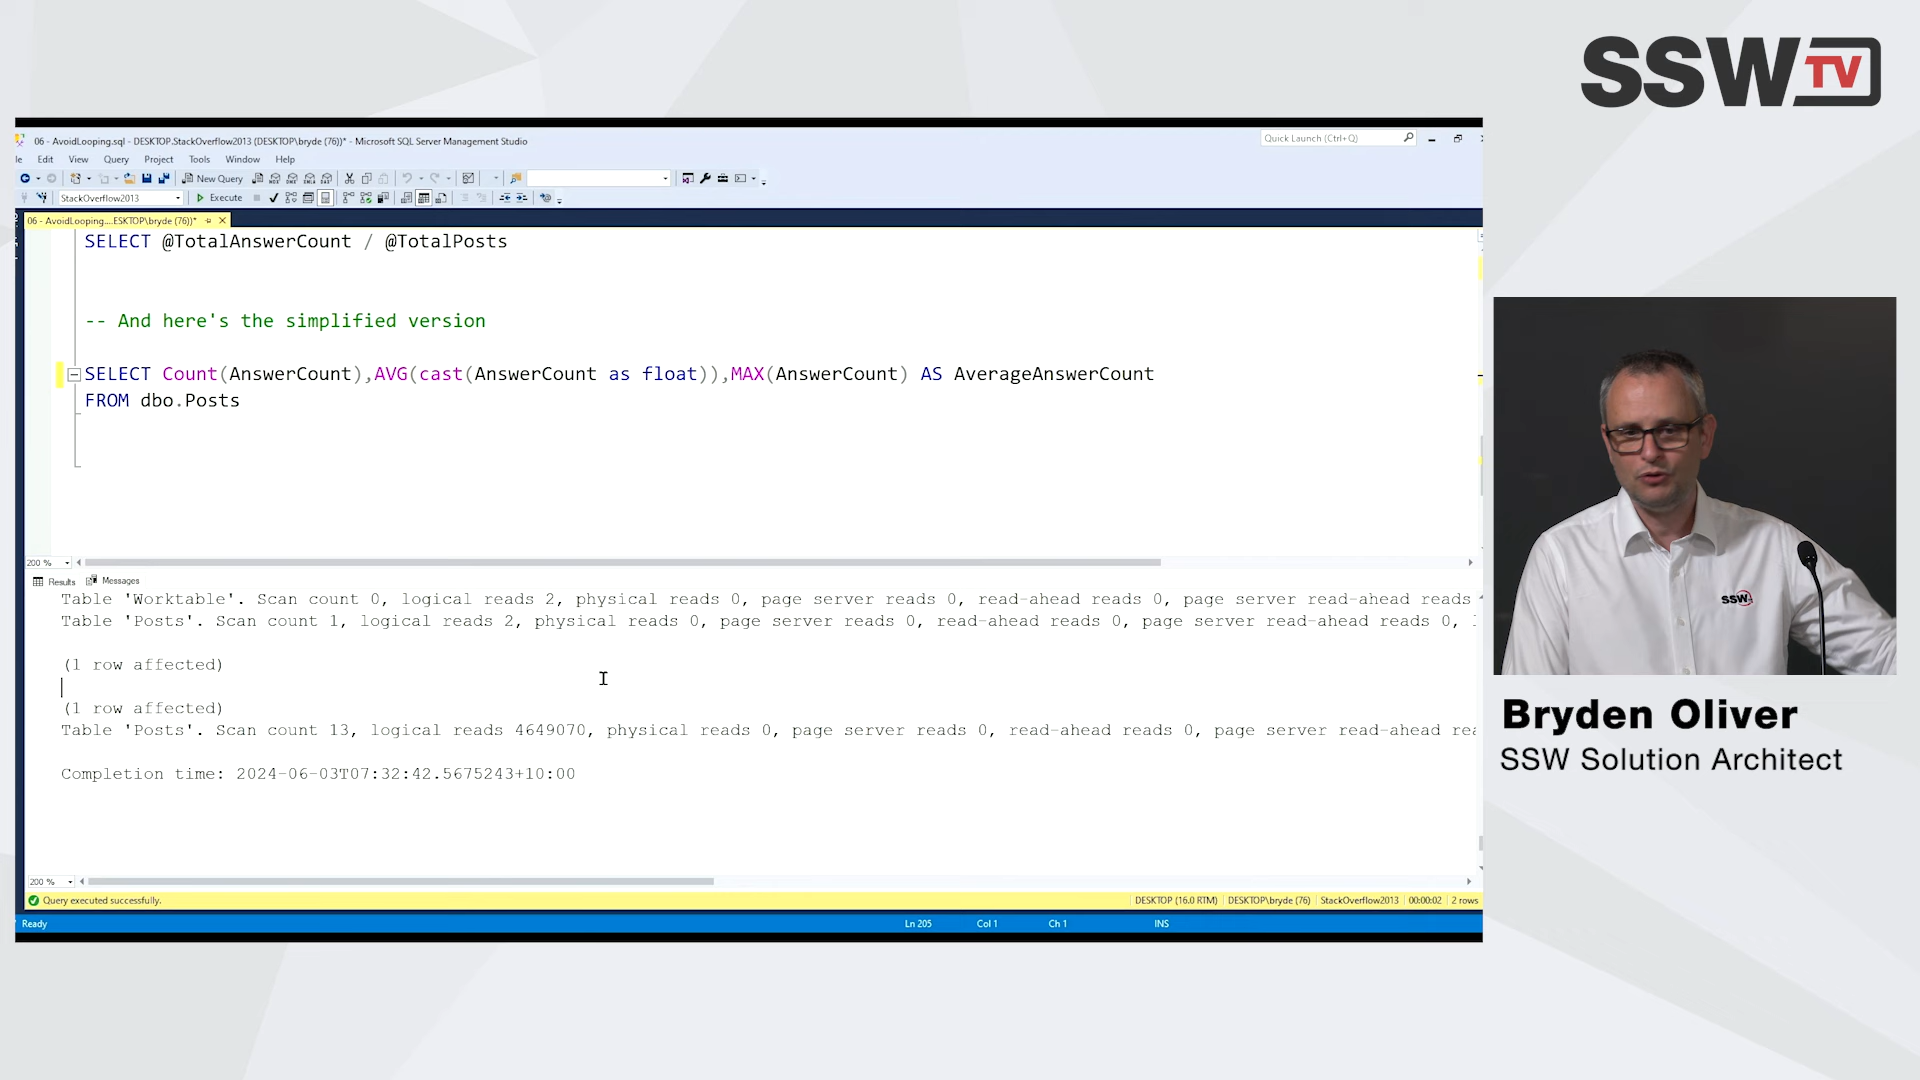 SSW TV
06 - AvoidLooping.sql - DESKTOP.StackOverflow2013 (DESKTOP\bryde (76))* - Microsoft SQL Server Management Studio
Quick Launch (Ctrl+Q)
le Edit View Query Project Tools Window Help
New Query
StackOverflow2013 Execute
06 - AvoidLooping....ESKTOP\bryde (76))*
SELECT @TotalAnswerCount / @TotalPosts
-- And here's the simplified version
SELECT Count(AnswerCount),AVG(cast(AnswerCount as float)),MAX(AnswerCount) AS AverageAnswerCount
FROM dbo.Posts
200 %
Results Messages
Table 'Worktable'. Scan count 0, logical reads 2, physical reads 0, page server reads 0, read-ahead reads 0, page server read-ahead reads
Table 'Posts'. Scan count 1, logical reads 2, physical reads 0, page server reads 0, read-ahead reads 0, page server read-ahead reads 0,
(1 row affected)
(1 row affected)
Table 'Posts'. Scan count 13, logical reads 4649070, physical reads 0, page server reads 0, read-ahead reads 0, page server read-ahead rea
Completion time: 2024-06-03T07:32:42.5675243+10:00
200 %
Query executed successfully. DESKTOP (16.0 RTM) DESKTOP\bryde (76) StackOverflow2013 00:00:02 2 rows
Ready Ln 205 Col 1 Ch 1 INS
SSW
Bryden Oliver
SSW Solution Architect